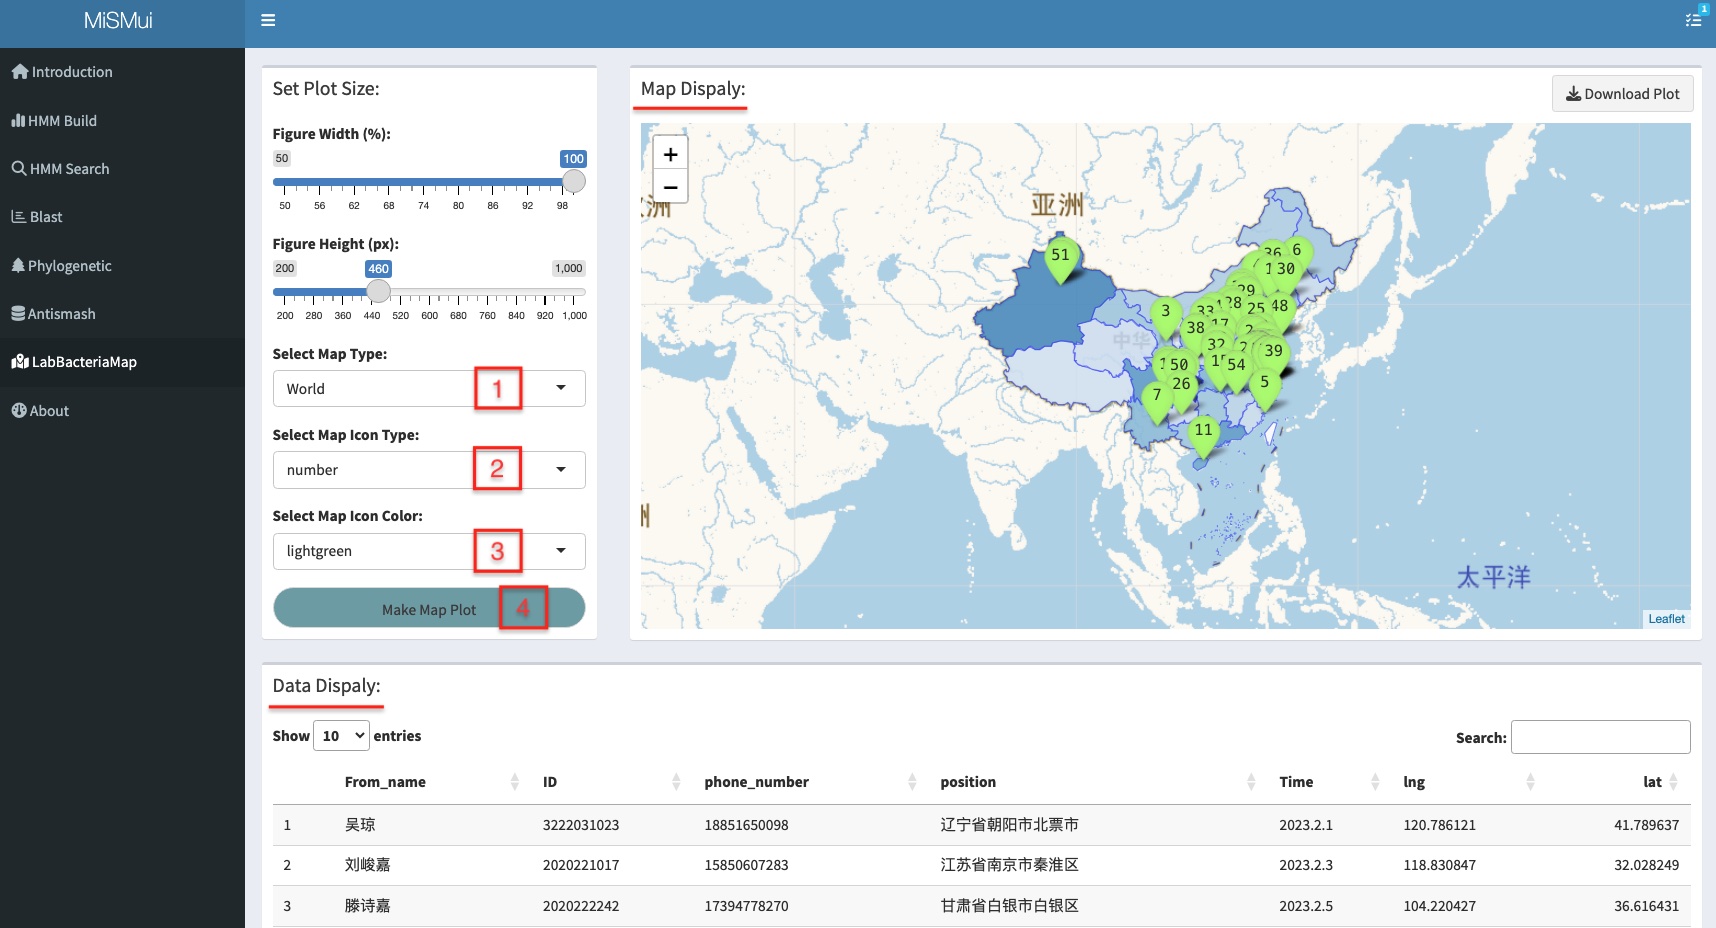 MiSMui
1
Introduction
HMM Build
HMM Search
Blast
Phylogenetic
Antismash
LabBacteriaMap
About
Set Plot Size:
Figure Width (%):
50
100
50 56 62 68 74 80 86 92 98
Figure Height (px):
200
460
1,000
200 280 360 440 520 600 680 760 840 920 1,000
Select Map Type:
World
1
Select Map Icon Type:
number
2
Select Map Icon Color:
lightgreen
3
Make Map Plot
4
Map Dispaly:
Download Plot
+
−
亚洲
洲
中华
太平洋
51
36
6
30
29
28
25
48
3
33
38
17
32
39
50
54
26
5
7
11
Leaflet
Data Dispaly:
Show 10 entries
Search:
From_name ID phone_number position Time lng lat
1 吴琼 3222031023 18851650098 辽宁省朝阳市北票市 2023.2.1 120.786121 41.789637
2 刘峻嘉 2020221017 15850607283 江苏省南京市秦淮区 2023.2.3 118.830847 32.028249
3 滕诗嘉 2020222242 17394778270 甘肃省白银市白银区 2023.2.5 104.220427 36.616431